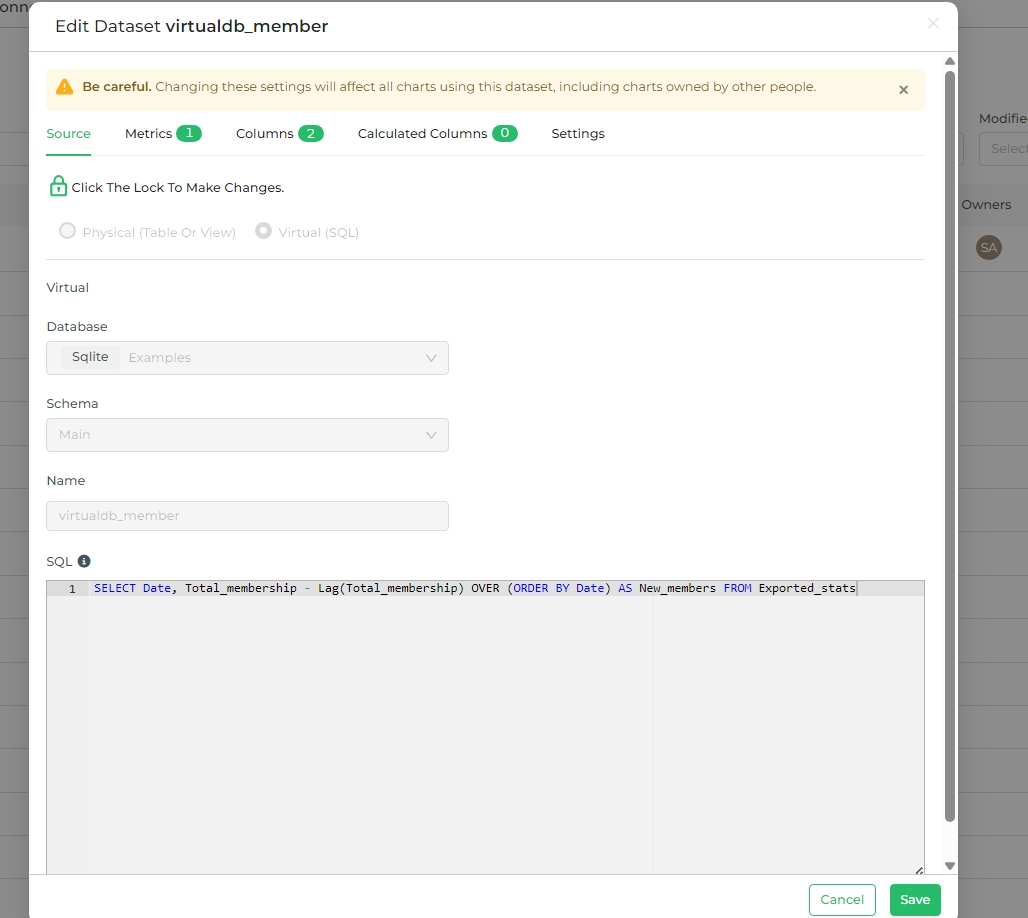 onn
Edit Dataset virtualdb_member
Be careful. Changing these settings will affect all charts using this dataset, including charts owned by other people.
Source Metrics 1 Columns 2 Calculated Columns 0 Settings
Modifie
Select
Click The Lock To Make Changes.
Owners
Physical (Table Or View) Virtual (SQL)
SA
Virtual
Database
Sqlite Examples
Schema
Main
Name
virtualdb_member
SQL
1 SELECT Date, Total_membership - Lag(Total_membership) OVER (ORDER BY Date) AS New_members FROM Exported_stats
Cancel Save